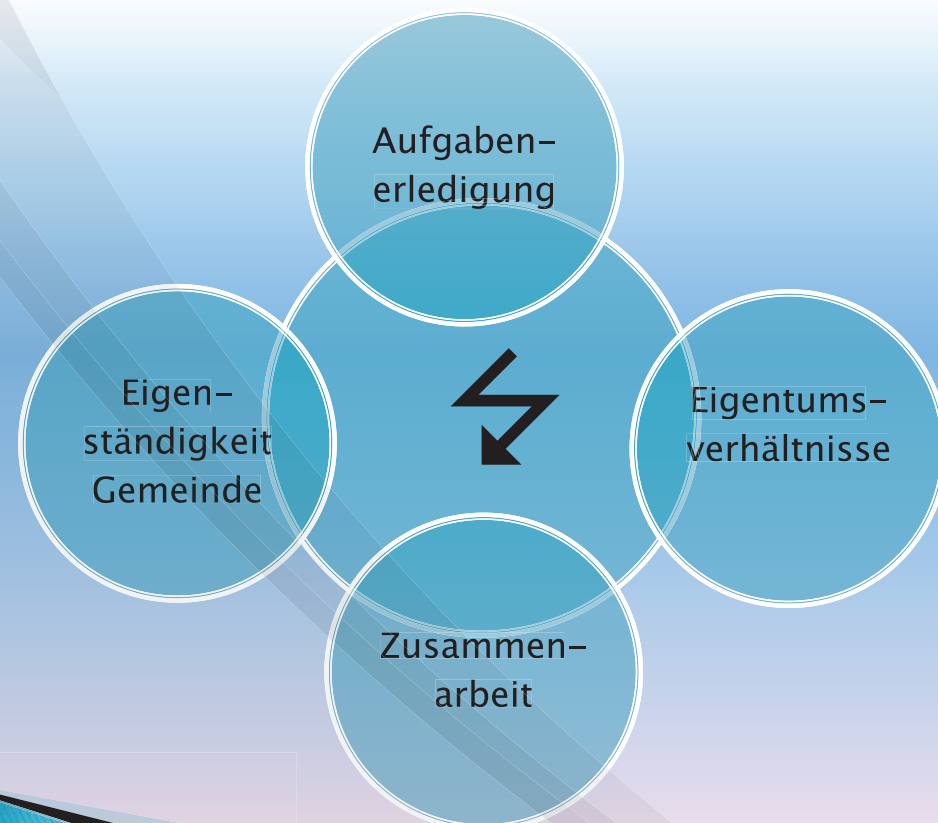 Aufgaben-
erledigung
Eigen-
ständigkeit
Gemeinde
Eigentums-
verhältnisse
Zusammen-
arbeit